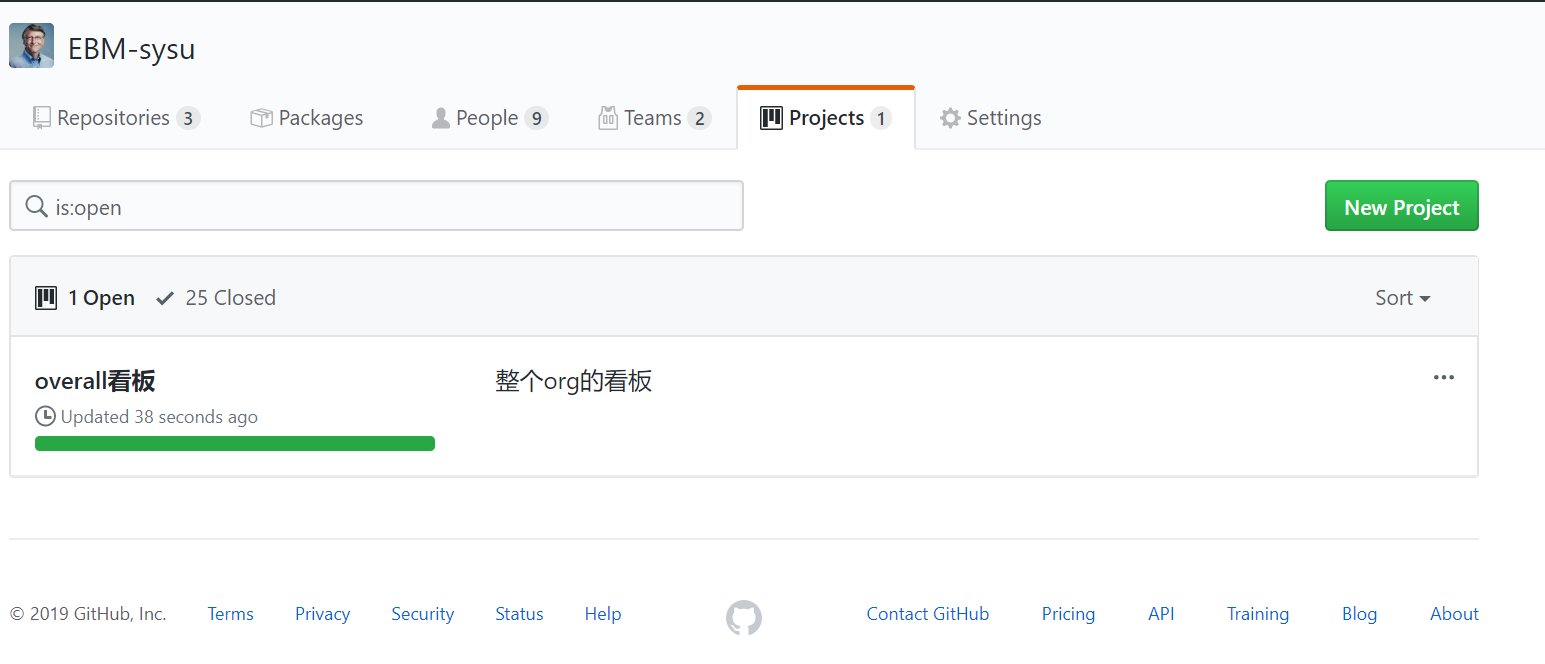 EBM-sysu
Repositories 3 Packages People 9 Teams 2 Projects 1 Settings
is:open New Project
1 Open 25 Closed Sort
overall看板 整个org的看板
Updated 38 seconds ago
© 2019 GitHub, Inc. Terms Privacy Security Status Help Contact GitHub Pricing API Training Blog About